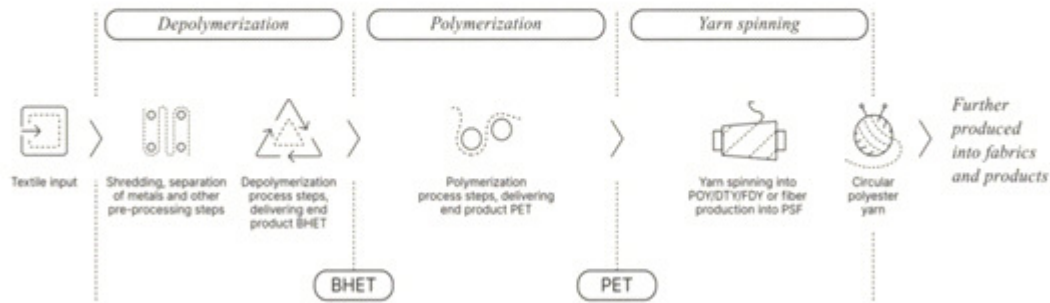 Depolymerization
Polymerization
Yarn spinning
Textile input
Shredding, separation
of metals and other
pre-processing steps
Depolymerization
process steps,
delivering end
product BHET
Polymerization
process steps, delivering
end product PET
Yarn spinning into
POY/DTY/FDY or fiber
production into PSF
Circular
polyester
yarn
Further
produced
into fabrics
and products
BHET
PET